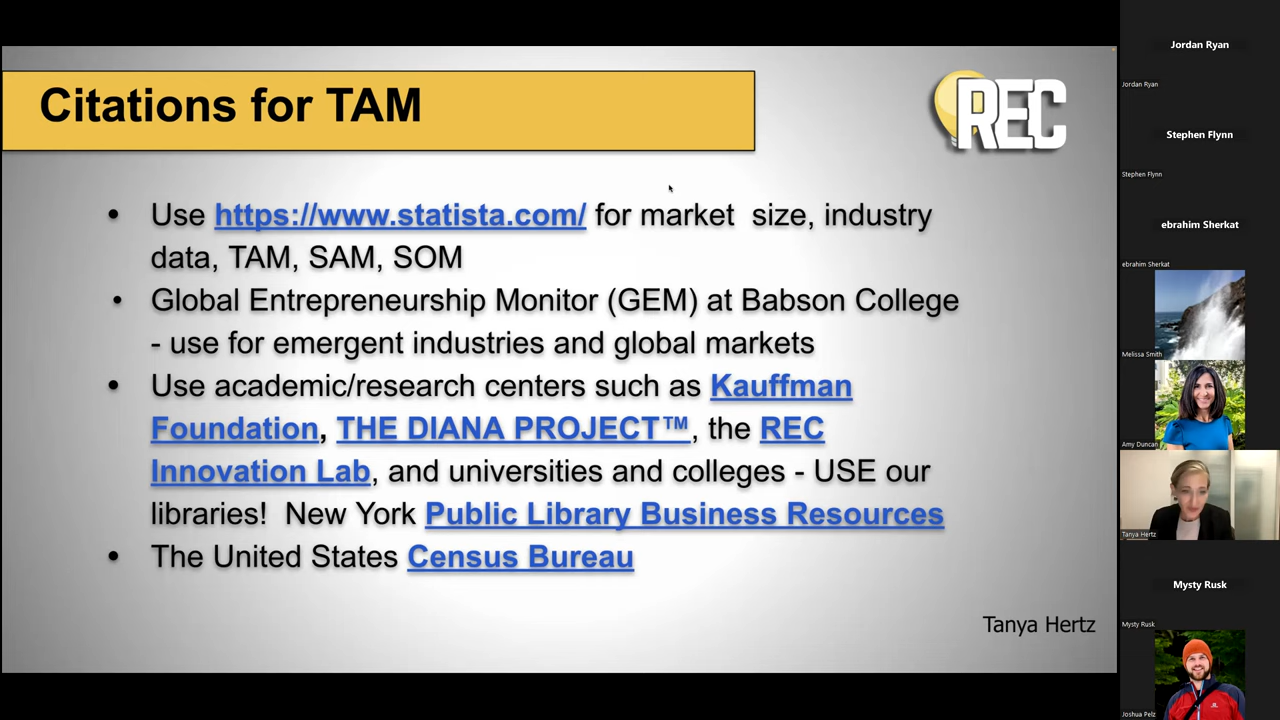 Citations for TAM
REC
• Use https://www.statista.com/ for market size, industry
data, TAM, SAM, SOM
• Global Entrepreneurship Monitor (GEM) at Babson College
- use for emergent industries and global markets
• Use academic/research centers such as Kauffman
Foundation, THE DIANA PROJECT™, the REC
Innovation Lab, and universities and colleges - USE our
libraries! New York Public Library Business Resources
• The United States Census Bureau
Tanya Hertz
Jordan Ryan
Jordan Ryan
Stephen Flynn
Stephen Flynn
ebrahim Sherkat
ebrahim Sherkat
Melissa Smith
Amy Duncan
Tanya Hertz
Mysty Rusk
Mysty Rusk
Joshua Pelz